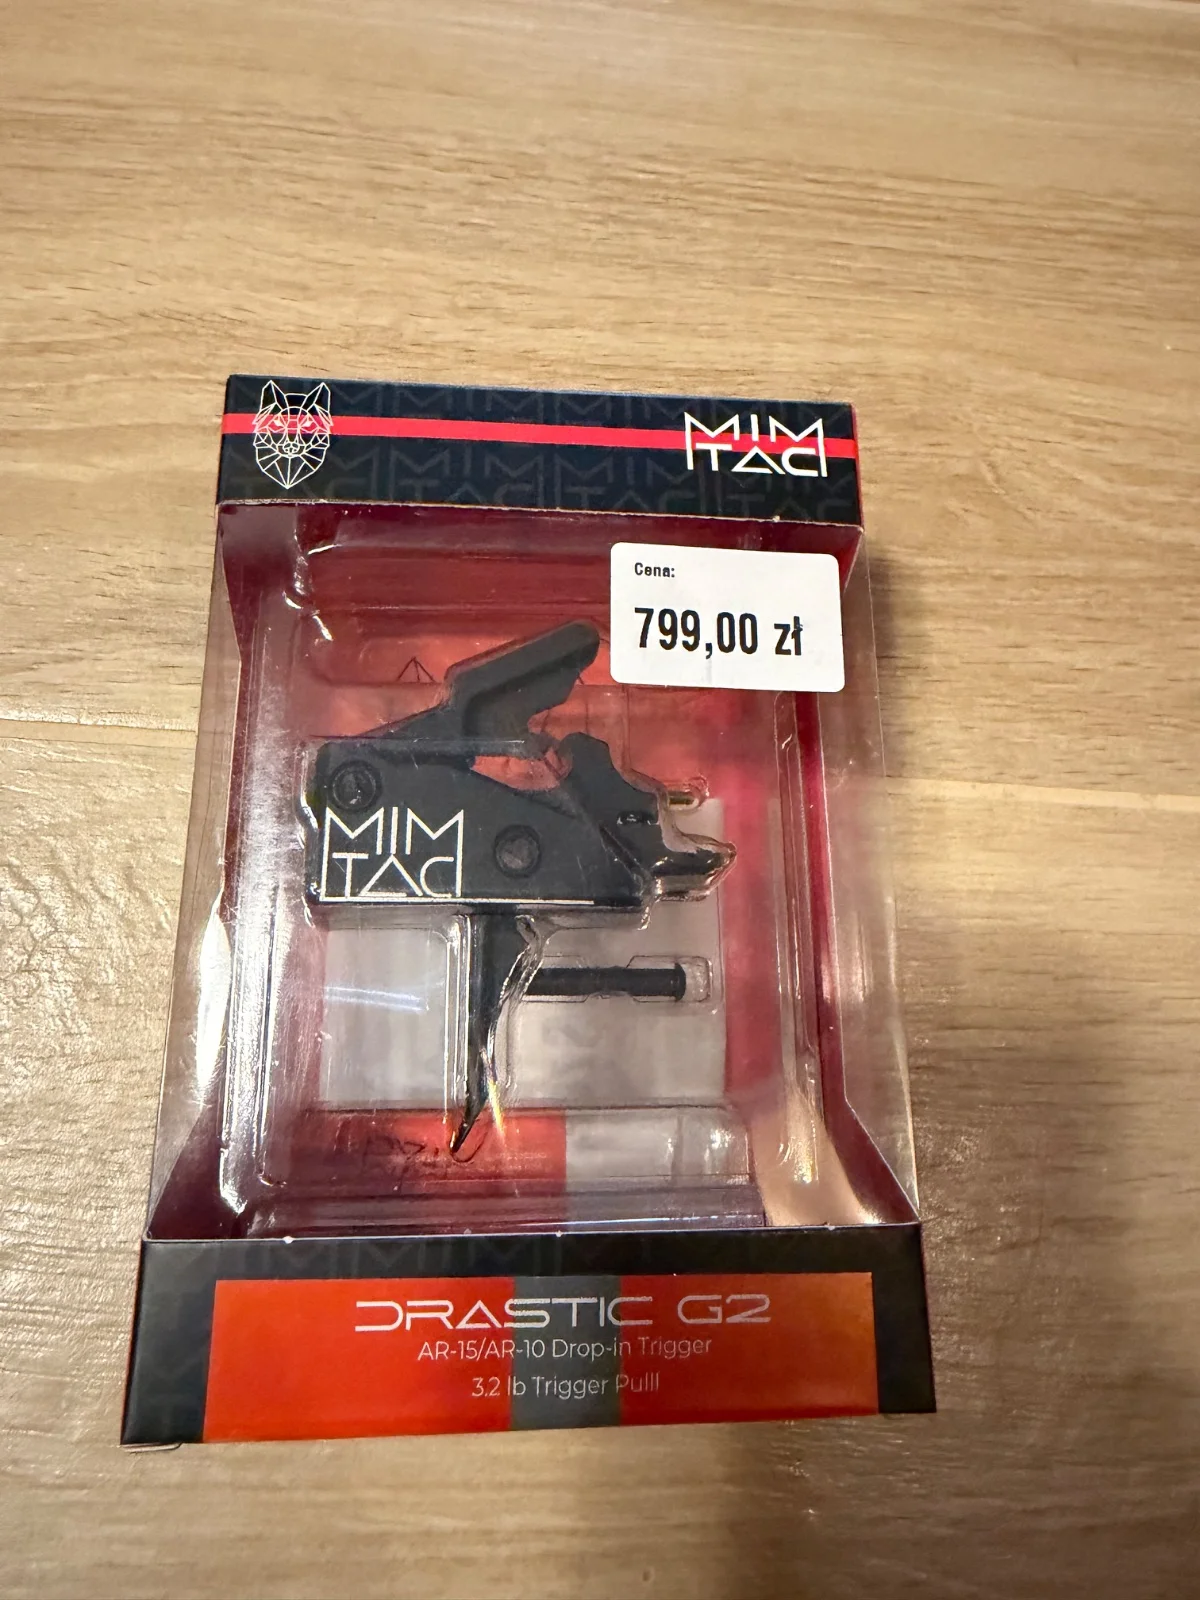 MIM
TAC
Cena:
799,00 zł
MIM
TAC
DRASTIC G2
AR-15/AR-10 Drop-in Trigger
3.2 lb Trigger Pulll